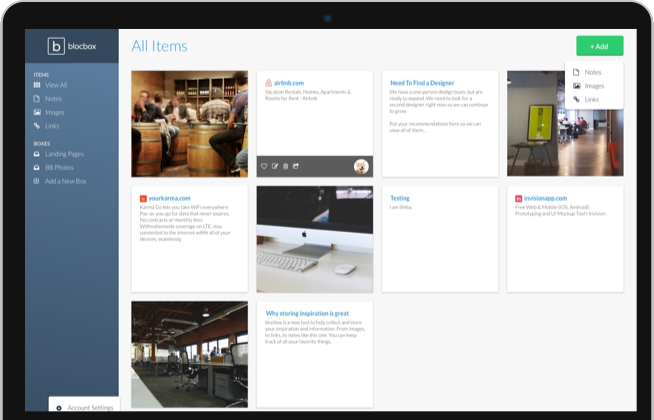 b blocbox
All Items
+ Add
ITEMS
View All
Notes
Images
Links
BOXES
Landing Pages
BB Photos
Add a New Box
Account Settings
Notes
Images
Links
airbnb.com
Vacation Rentals, Homes, Apartments &
Rooms for Rent - Airbnb
Need To Find a Designer
We have a one-person design team, but are
ready to expand. We need to look for a
second designer right now so we can continue
to grow.
Put your recommendations here so we can
view all of them...
yourkarma.com
Karma Go lets you take WiFi everywhere.
Pay-as-you-go for data that never expires.
No contracts or monthly fees.
Withnationwide coverage on LTE, stay
connected to the internet withh all of your
devices, seamlessly.
Testing
I am Shiba.
in invisionapp.com
Free Web & Mobile (iOS, Android)
Prototyping and UI Mockup Tool | Invision.
Why storing inspiration is great
blocbox is a new tool to help collect and store
your inspiration and information. From images,
to links, to notes like this one. You can keep
track of all your favorite things.